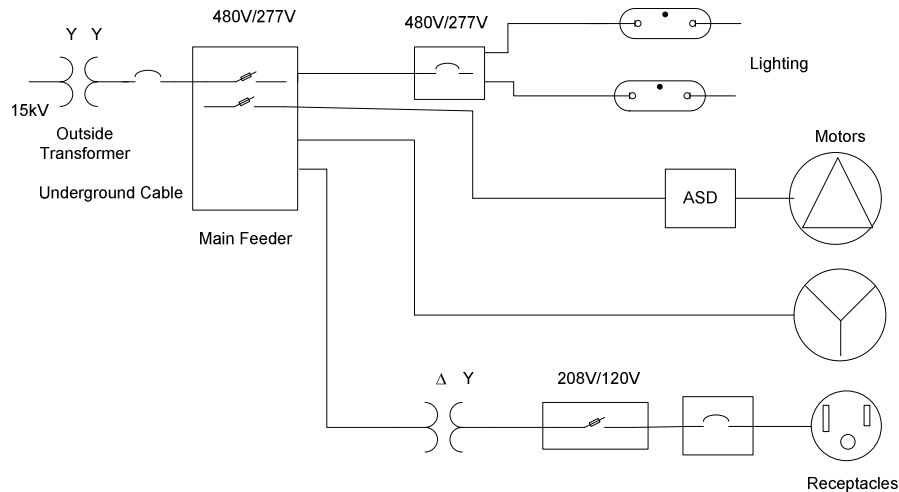 480V/277V
480V/277V
Y Y
15kV
Outside
Transformer
Underground Cable
Main Feeder
Lighting
Motors
ASD
Δ Y
208V/120V
Receptacles